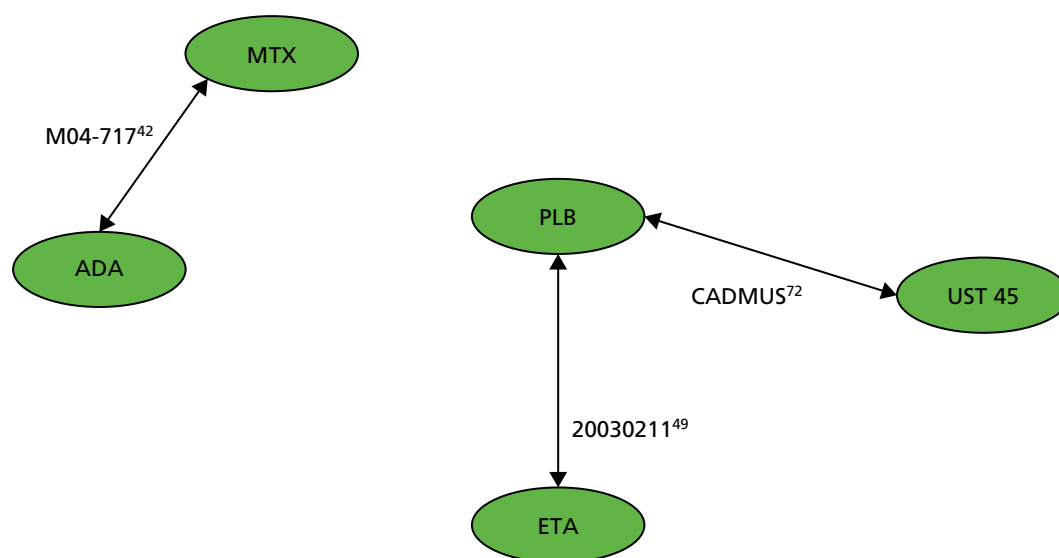 MTX
M04-717⁴²
ADA
PLB
CADMUS⁷²
UST 45
20030211⁴⁹
ETA